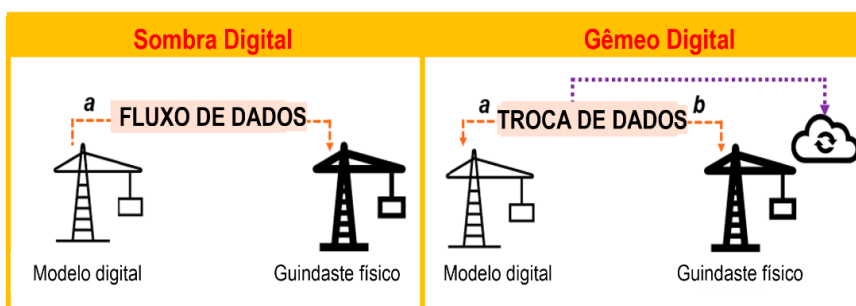 Sombra Digital
Gêmeo Digital
a
FLUXO DE DADOS
a
TROCA DE DADOS
b
Modelo digital
Guindaste físico
Modelo digital
Guindaste físico